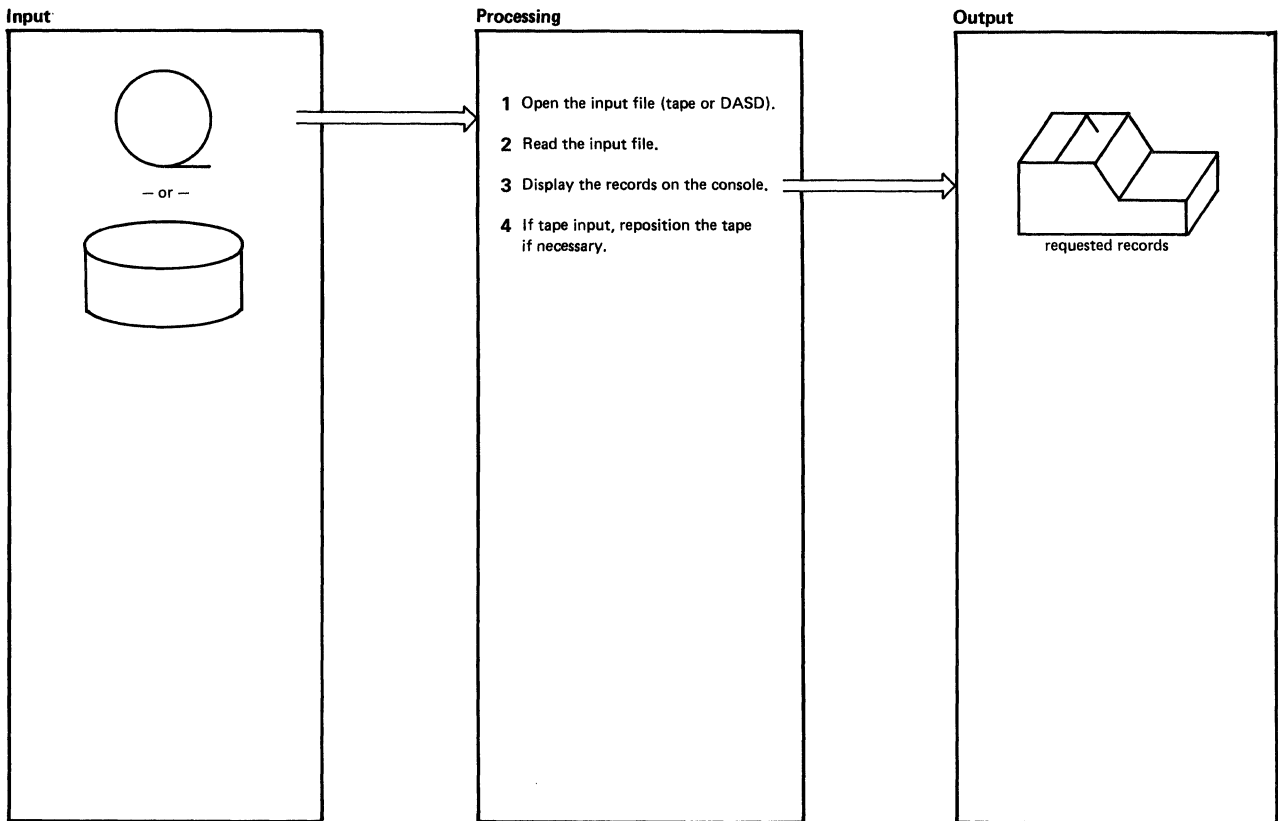 Input
Processing
Output
— or —
1 Open the input file (tape or DASD).
2 Read the input file.
3 Display the records on the console.
4 If tape input, reposition the tape
if necessary.
requested records